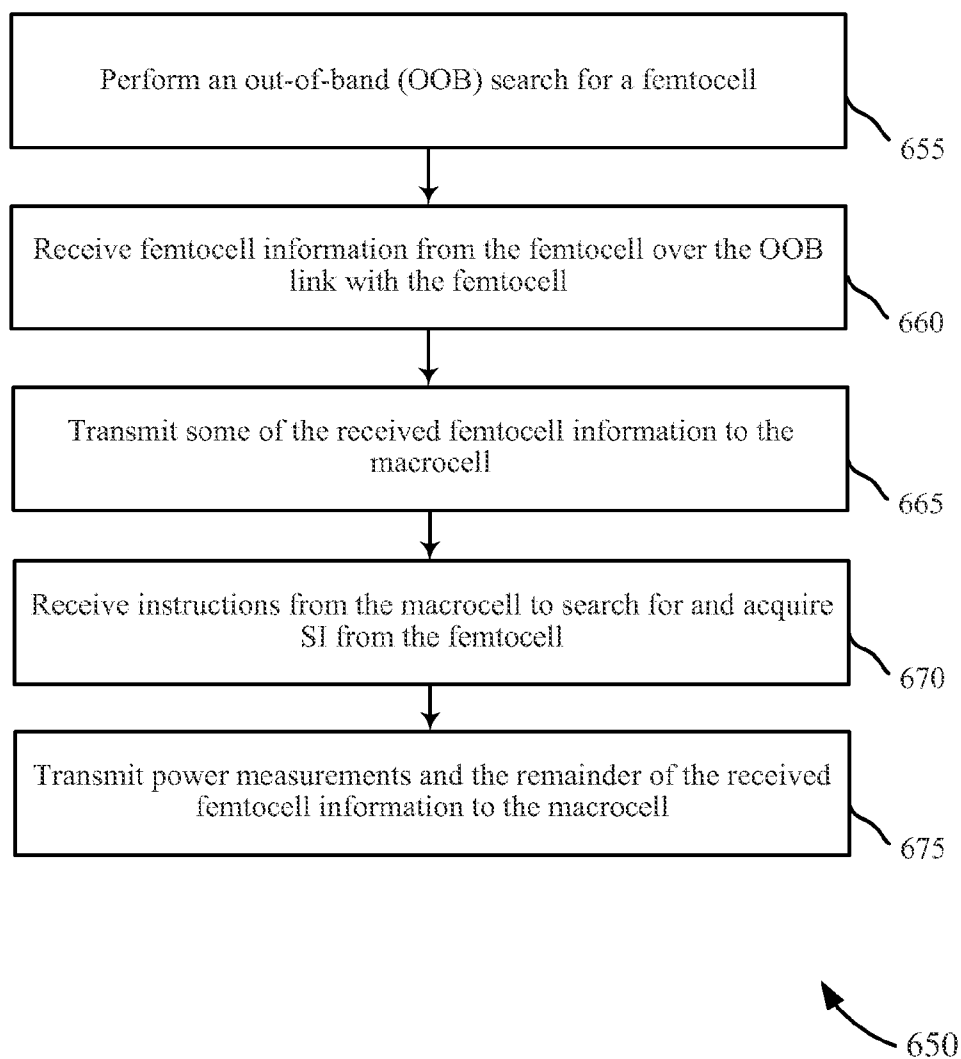 Perform an out-of-band (OOB) search for a femtocell
655
Receive femtocell information from the femtocell over the OOB
link with the femtocell
660
Transmit some of the received femtocell information to the
macrocell
665
Receive instructions from the macrocell to search for and acquire
SI from the femtocell
670
Transmit power measurements and the remainder of the received
femtocell information to the macrocell
675
650